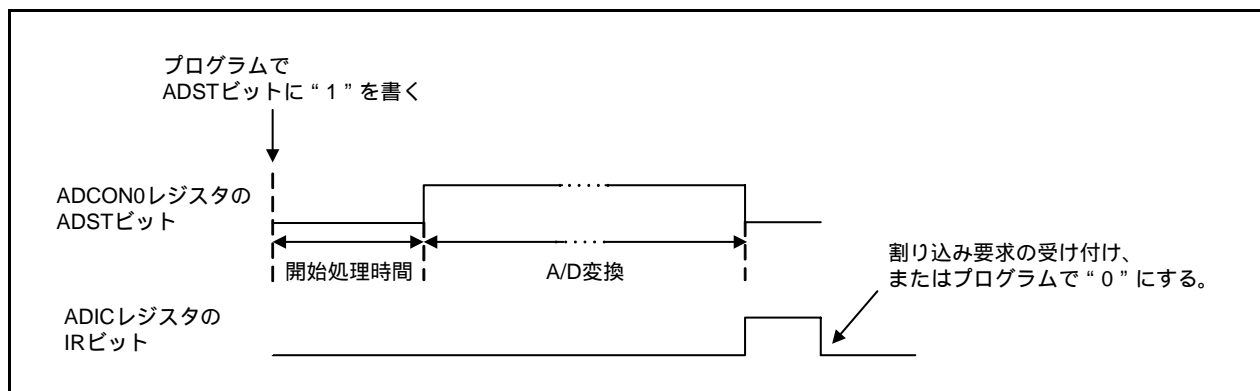 プログラムで
ADSTビットに“1”を書く
ADCON0レジスタの
ADSTビット
開始処理時間
A/D変換
割り込み要求の受け付け、
またはプログラムで“0”にする。
ADICレジスタの
IRビット